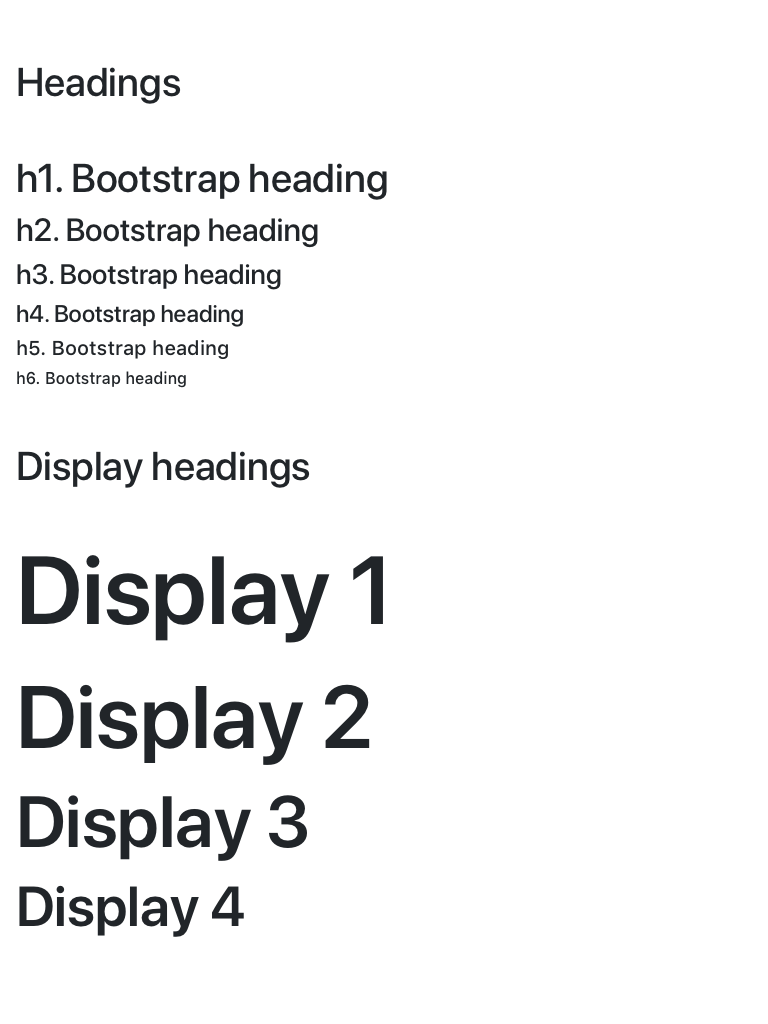 Headings
h1. Bootstrap heading
h2. Bootstrap heading
h3. Bootstrap heading
h4. Bootstrap heading
h5. Bootstrap heading
h6. Bootstrap heading
Display headings
Display 1
Display 2
Display 3
Display 4